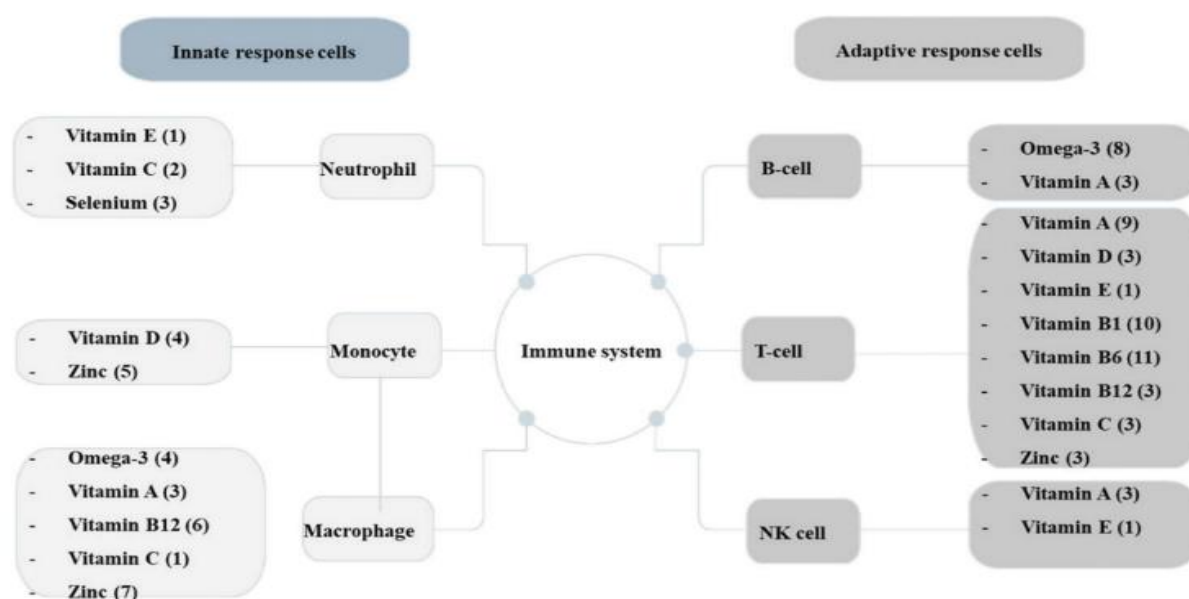 Innate response cells
Adaptive response cells
- Vitamin E (1)
- Vitamin C (2)
- Selenium (3)
Neutrophil
- Vitamin D (4)
- Zinc (5)
Monocyte
- Omega-3 (4)
- Vitamin A (3)
- Vitamin B12 (6)
- Vitamin C (1)
- Zinc (7)
Macrophage
Immune system
B-cell
- Omega-3 (8)
- Vitamin A (3)
T-cell
- Vitamin A (9)
- Vitamin D (3)
- Vitamin E (1)
- Vitamin B1 (10)
- Vitamin B6 (11)
- Vitamin B12 (3)
- Vitamin C (3)
- Zinc (3)
NK cell
- Vitamin A (3)
- Vitamin E (1)